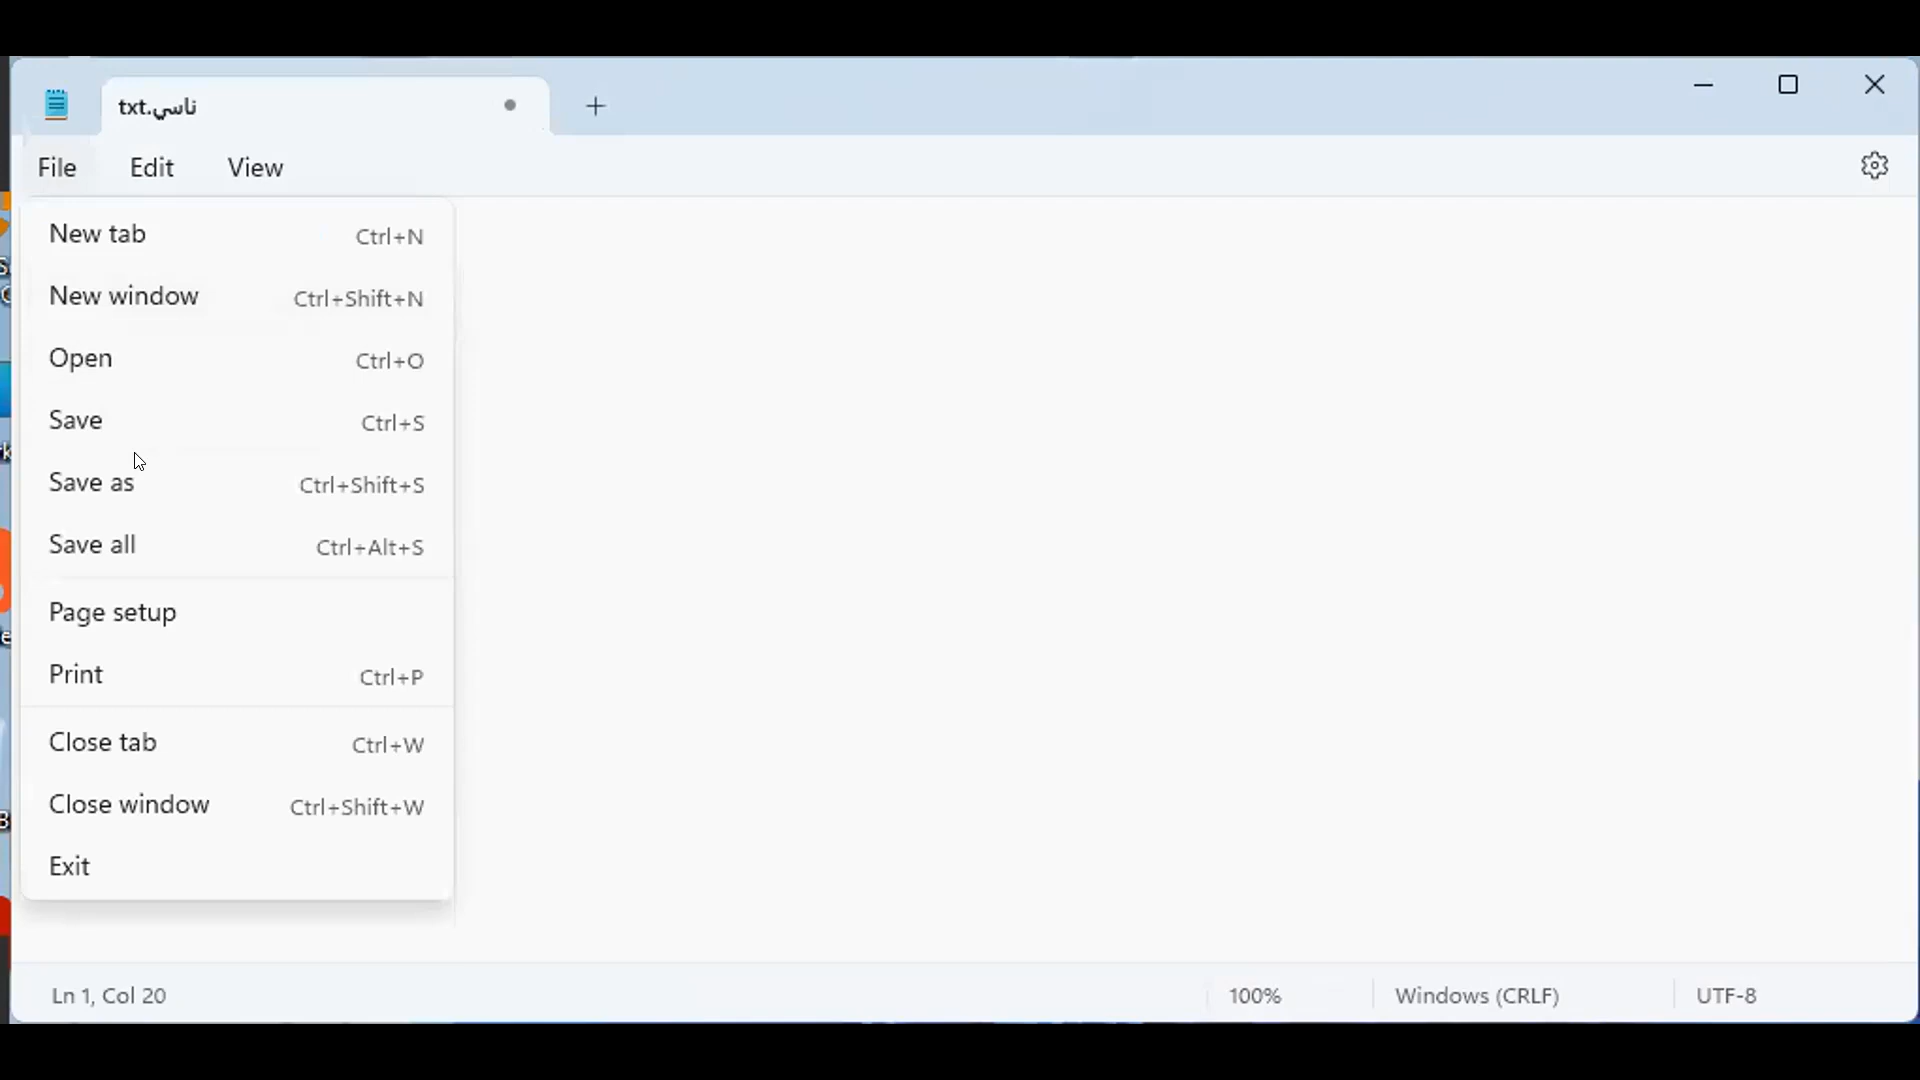 ناسي.txt
File Edit View
New tab Ctrl+N
New window Ctrl+Shift+N
Open Ctrl+O
Save Ctrl+S
Save as Ctrl+Shift+S
Save all Ctrl+Alt+S
Page setup
Print Ctrl+P
Close tab Ctrl+W
Close window Ctrl+Shift+W
Exit
Ln 1, Col 20 100% Windows (CRLF) UTF-8